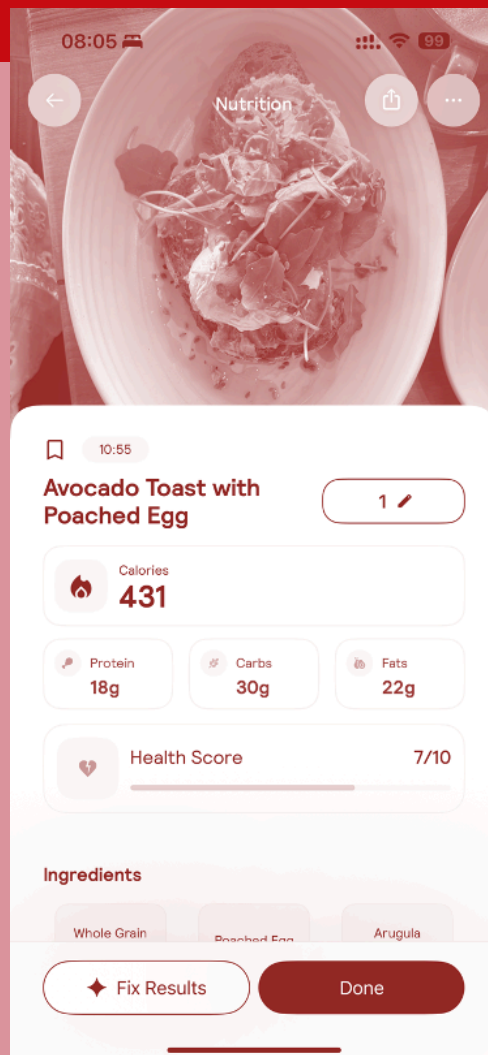 08:05
99
Nutrition
10:55
Avocado Toast with
Poached Egg
1
Calories
431
Protein
18g
Carbs
30g
Fats
22g
Health Score
7/10
Ingredients
Whole Grain
Poached Egg
Arugula
Fix Results
Done